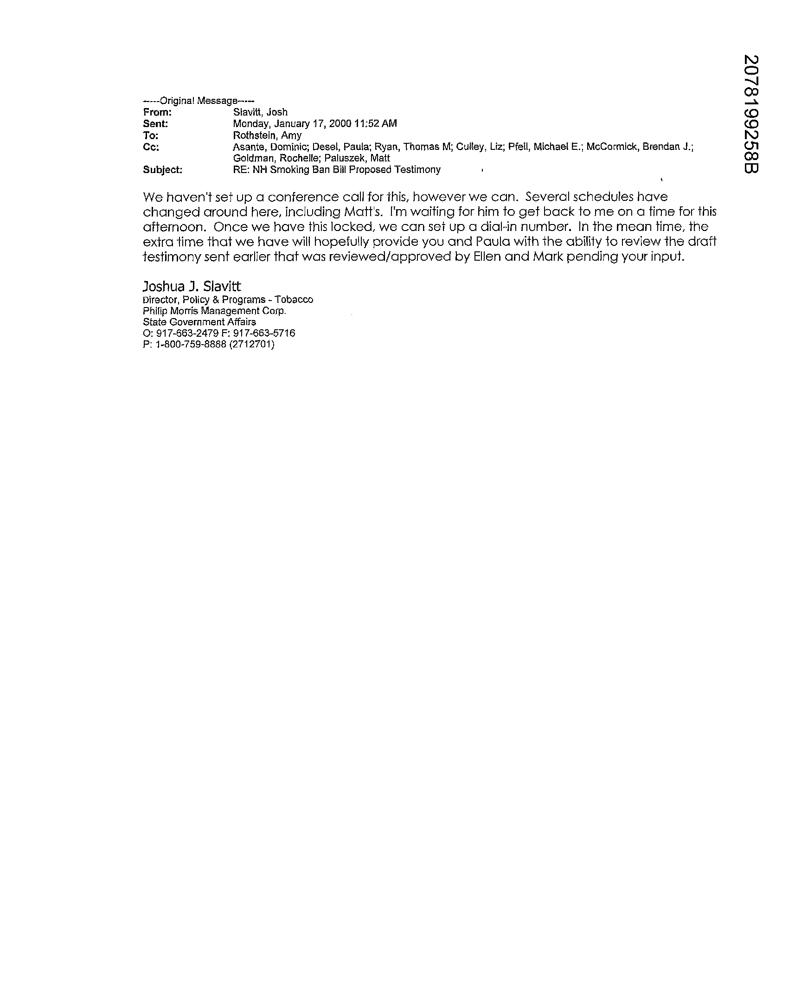 -----Original Message-----
From: Slavitt, Josh
Sent: Monday, January 17, 2000 11:52 AM
To: Rothstein, Amy
Cc: Asante, Dominic; Desel, Paula; Ryan, Thomas M; Culley, Liz; Pfeil, Michael E.; McCormick, Brendan J.;
Goldman, Rochelle; Paluszek, Matt
Subject: RE: NH Smoking Ban Bill Proposed Testimony
We haven't set up a conference call for this, however we can. Several schedules have
changed around here, including Matt's. I'm waiting for him to get back to me on a time for this
afternoon. Once we have this locked, we can set up a dial-in number. In the mean time, the
extra time that we have will hopefully provide you and Paula with the ability to review the draft
testimony sent earlier that was reviewed/approved by Ellen and Mark pending your input.
Joshua J. Slavitt
Director, Policy & Programs - Tobacco
Philip Morris Management Corp.
State Government Affairs
O: 917-663-2479 F: 917-663-5716
P: 1-800-759-8888 (2712701)
2078199258B